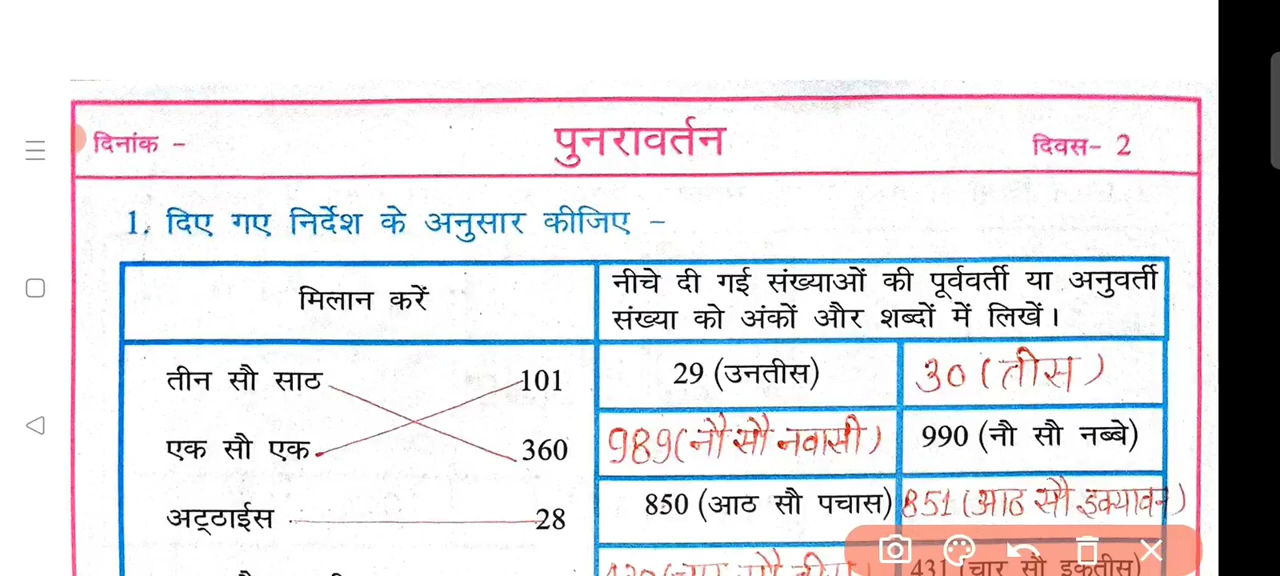 दिनांक -
पुनरावर्तन
दिवस- 2
1. दिए गए निर्देश के अनुसार कीजिए -
मिलान करें
नीचे दी गई संख्याओं की पूर्ववर्ती या अनुवर्ती
संख्या को अंकों और शब्दों में लिखें।
तीन सौ साठ 101
29 (उनतीस) 30 (तीस)
एक सौ एक 360
989 (नौ सौ नवासी) 990 (नौ सौ नब्बे)
अट्ठाईस 28
850 (आठ सौ पचास) 851 (आठ सौ इक्यावन)
431 (चार सौ इकतीस)